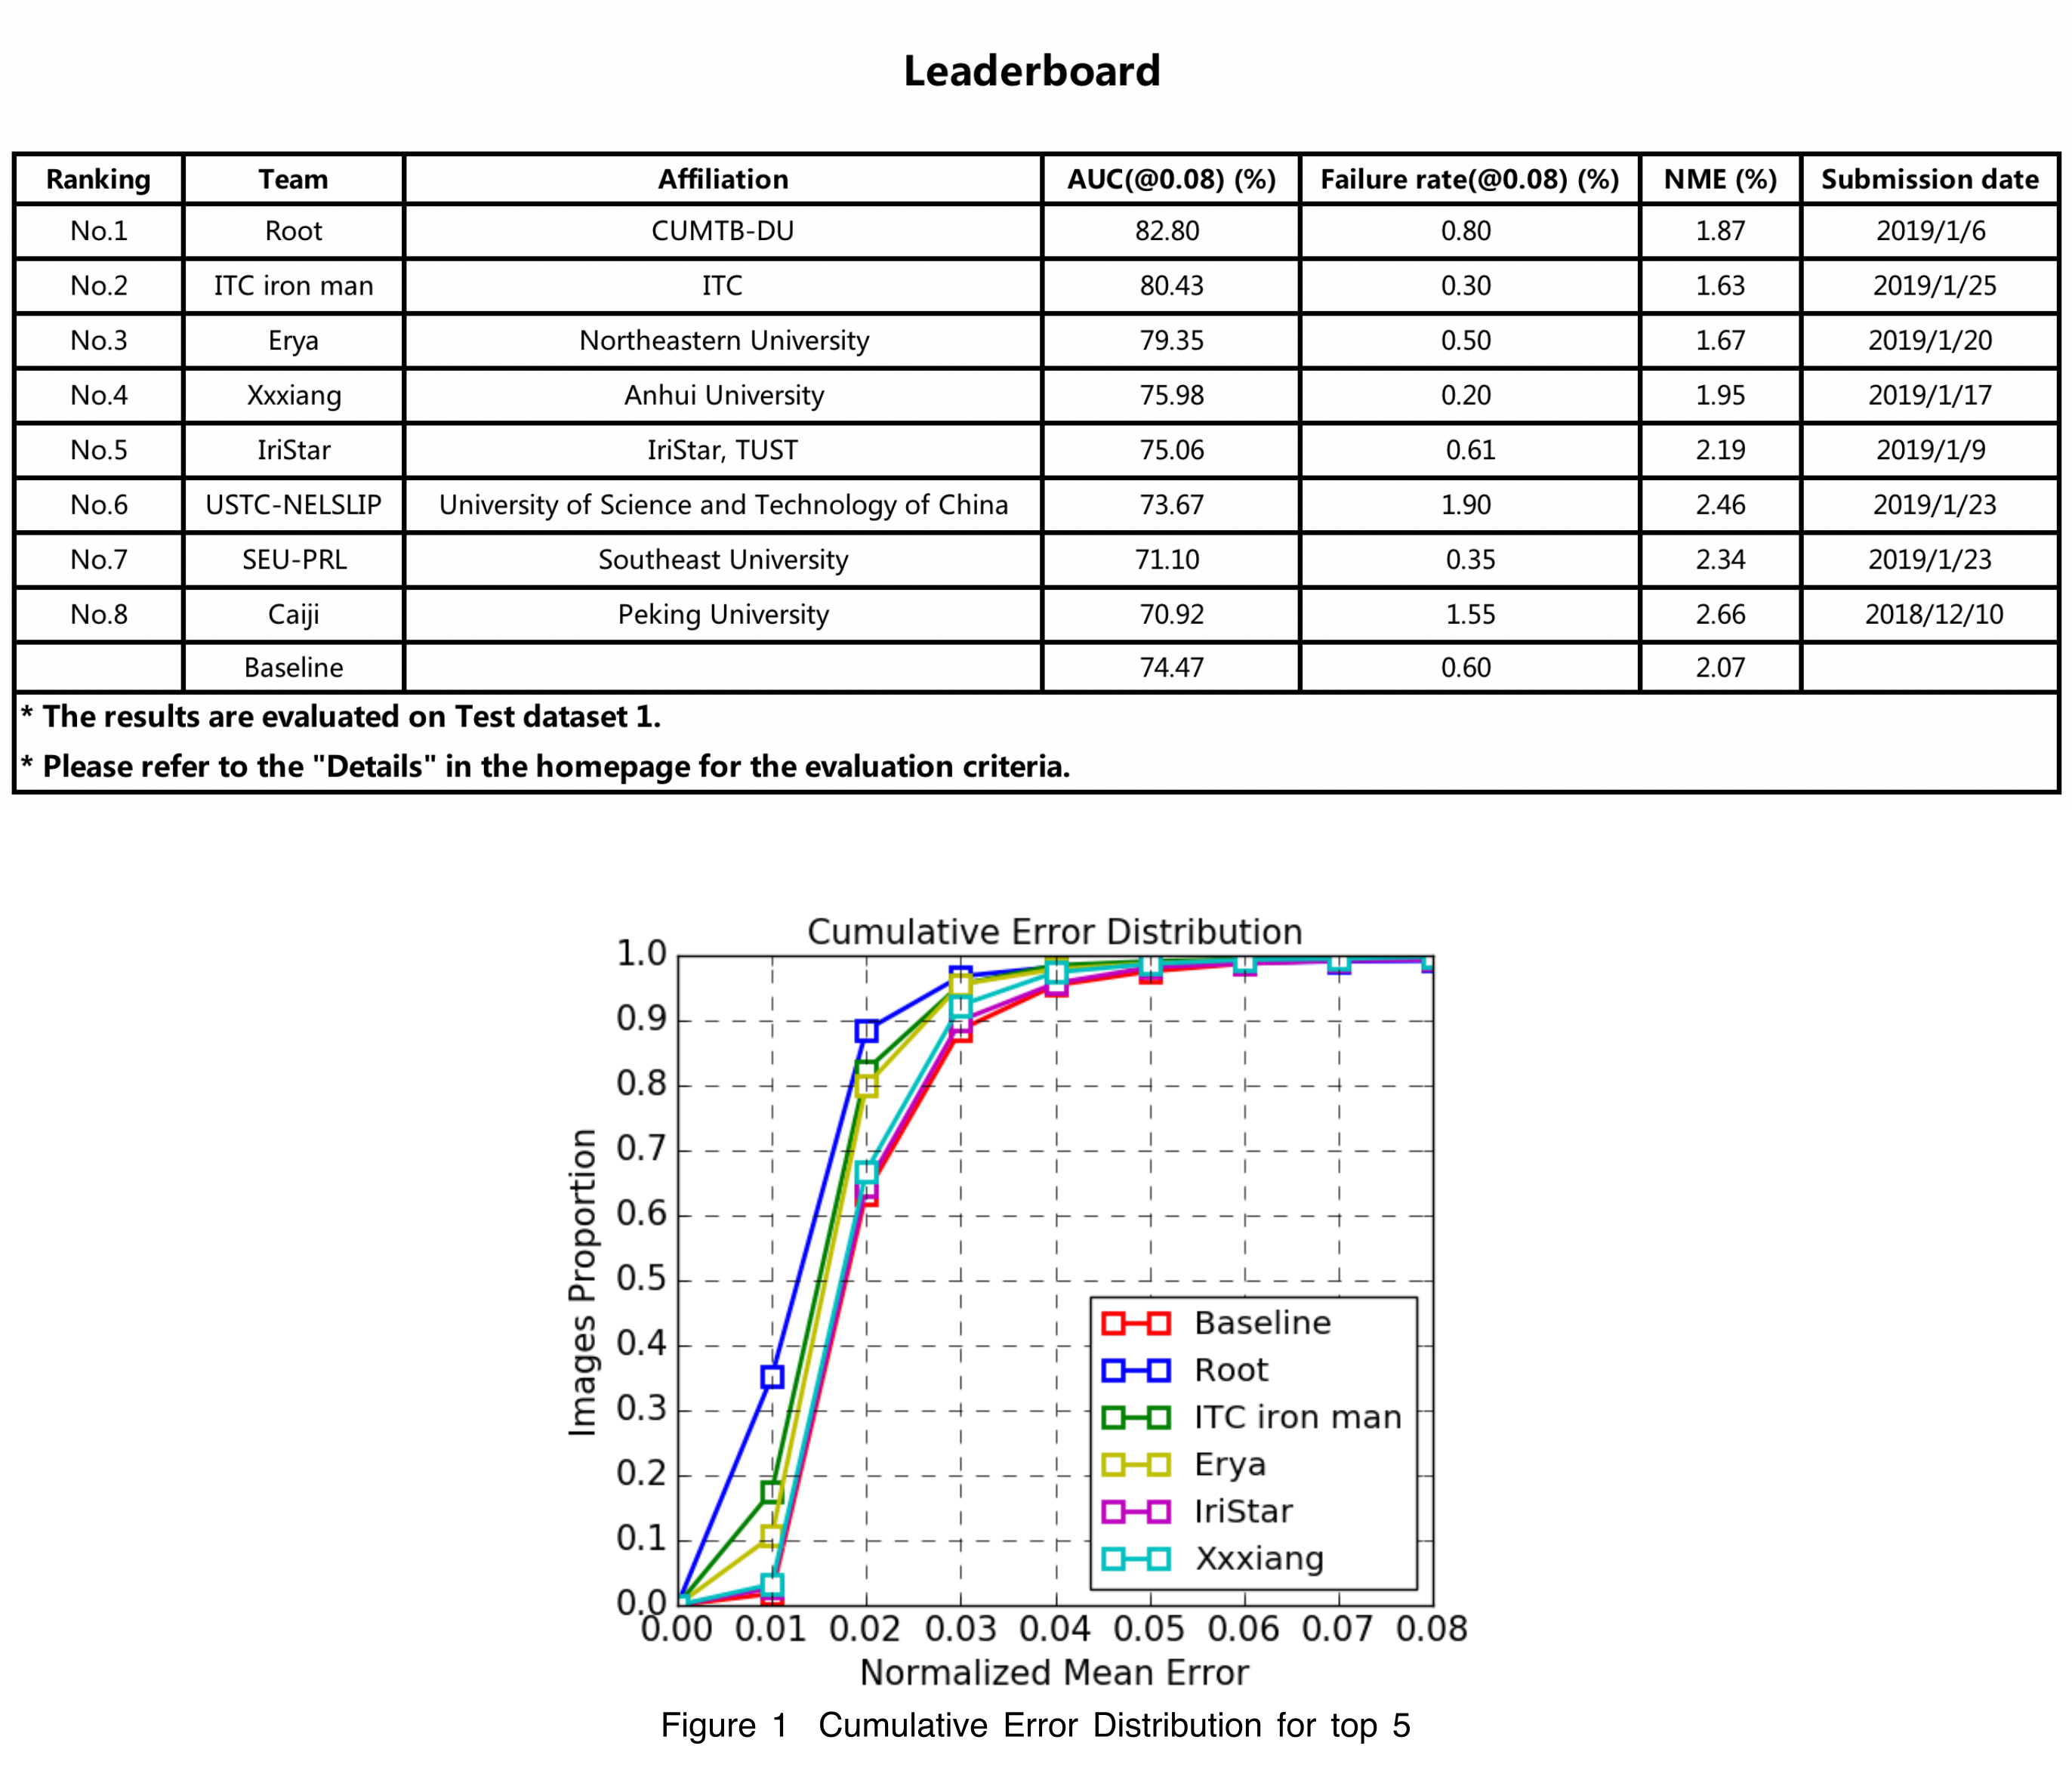 Leaderboard
Ranking Team Affiliation AUC(@0.08) (%) Failure rate(@0.08) (%) NME (%) Submission date
No.1 Root CUMTB-DU 82.80 0.80 1.87 2019/1/6
No.2 ITC iron man ITC 80.43 0.30 1.63 2019/1/25
No.3 Erya Northeastern University 79.35 0.50 1.67 2019/1/20
No.4 Xxxiang Anhui University 75.98 0.20 1.95 2019/1/17
No.5 IriStar IriStar, TUST 75.06 0.61 2.19 2019/1/9
No.6 USTC-NELSLIP University of Science and Technology of China 73.67 1.90 2.46 2019/1/23
No.7 SEU-PRL Southeast University 71.10 0.35 2.34 2019/1/23
No.8 Caiji Peking University 70.92 1.55 2.66 2018/12/10
Baseline 74.47 0.60 2.07
* The results are evaluated on Test dataset 1.
* Please refer to the "Details" in the homepage for the evaluation criteria.
Cumulative Error Distribution
Images Proportion
1.0
0.9
0.8
0.7
0.6
0.5
0.4
0.3
0.2
0.1
0.0
Baseline
Root
ITC iron man
Erya
IriStar
Xxxiang
0.00 0.01 0.02 0.03 0.04 0.05 0.06 0.07 0.08
Normalized Mean Error
Figure 1 Cumulative Error Distribution for top 5